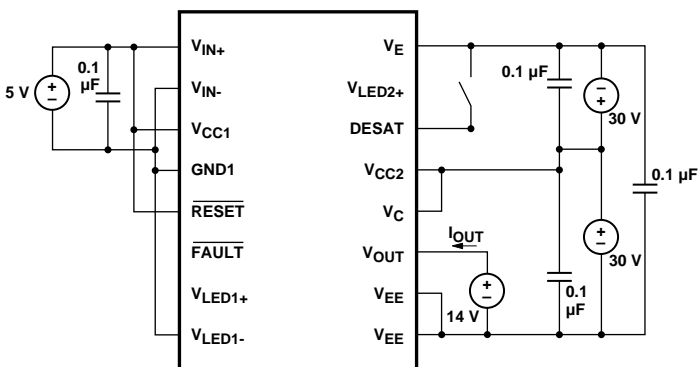 5 V
0.1
µF
VIN+
VIN-
VCC1
GND1
RESET
FAULT
VLED1+
VLED1-
VE
VLED2+
DESAT
VCC2
VC
VOUT
VEE
VEE
IOUT
14 V
0.1 µF
30 V
0.1 µF
30 V
0.1
µF